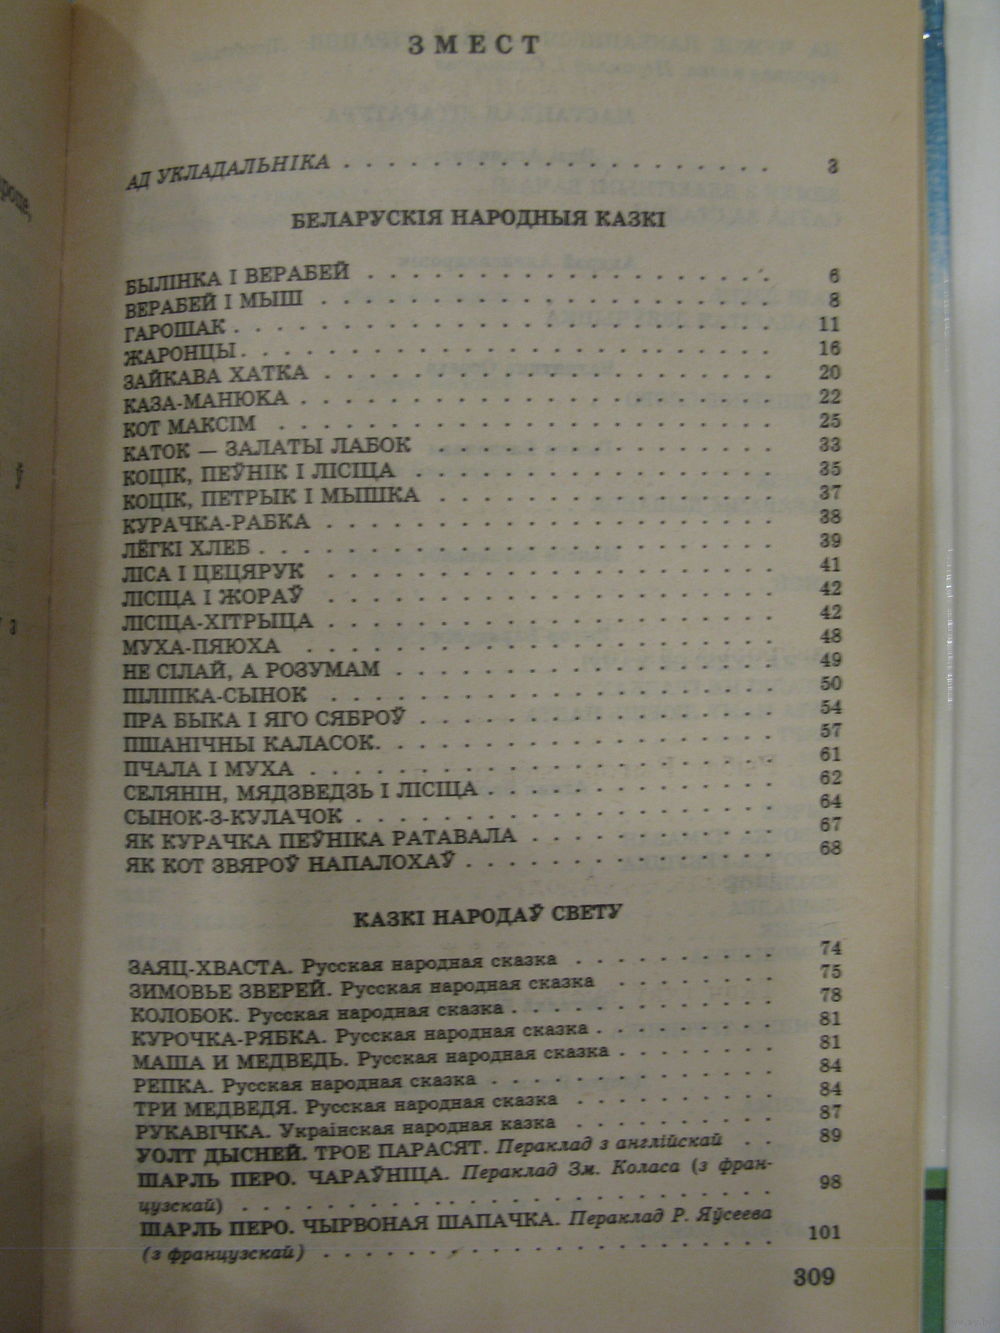 ЗМЕСТ
АД УКЛАДАЛЬНІКА . . . . . . . . . . . . . . . . . . . . 3
БЕЛАРУСКІЯ НАРОДНЫЯ КАЗКІ
БЫЛІНКА І ВЕРАБЕЙ . . . . . . . . . . . . . . . . . . . 6
ВЕРАБЕЙ І МЫШ . . . . . . . . . . . . . . . . . . . . . 8
ГАРОШАК . . . . . . . . . . . . . . . . . . . . . . . . 11
ЖАРОНЦЫ . . . . . . . . . . . . . . . . . . . . . . . . 16
ЗАЙКАВА ХАТКА . . . . . . . . . . . . . . . . . . . . . 20
КАЗА-МАНЮКА . . . . . . . . . . . . . . . . . . . . . . 22
КОТ МАКСІМ . . . . . . . . . . . . . . . . . . . . . . 25
КАТОК — ЗАЛАТЫ ЛАБОК . . . . . . . . . . . . . . . . 33
КОЦІК, ПЕЎНІК І ЛІСІЦА . . . . . . . . . . . . . . . . . 35
КОЦІК, ПЕТРЫК І МЫШКА . . . . . . . . . . . . . . . . 37
КУРАЧКА-РАБКА . . . . . . . . . . . . . . . . . . . . . 38
ЛЁГКІ ХЛЕБ . . . . . . . . . . . . . . . . . . . . . . . 39
ЛІСА І ЦЕЦЯРУК . . . . . . . . . . . . . . . . . . . . . 41
ЛІСІЦА І ЖОРАЎ . . . . . . . . . . . . . . . . . . . . . 42
ЛІСІЦА-ХІТРЫЦА . . . . . . . . . . . . . . . . . . . . . 42
МУХА-ПЯЮХА . . . . . . . . . . . . . . . . . . . . . . 48
НЕ СІЛАЙ, А РОЗУМАМ . . . . . . . . . . . . . . . . . . 49
ПІЛІПКА-СЫНОК . . . . . . . . . . . . . . . . . . . . . 50
ПРА БЫКА І ЯГО СЯБРОЎ . . . . . . . . . . . . . . . . . 54
ПШАНІЧНЫ КАЛАСОК. . . . . . . . . . . . . . . . . . . 57
ПЧАЛА І МУХА . . . . . . . . . . . . . . . . . . . . . . 61
СЕЛЯНІН, МЯДЗВЕДЗЬ І ЛІСІЦА . . . . . . . . . . . . . . 62
СЫНОК-З-КУЛАЧОК . . . . . . . . . . . . . . . . . . . . 64
ЯК КУРАЧКА ПЕЎНІКА РАТАВАЛА . . . . . . . . . . . . 67
ЯК КОТ ЗВЯРОЎ НАПАЛОХАЎ . . . . . . . . . . . . . . . 68
КАЗКІ НАРОДАЎ СВЕТУ
ЗАЯЦ-ХВАСТА. Русская народная сказка . . . . . . . . . 74
ЗИМОВЬЕ ЗВЕРЕЙ. Русская народная сказка . . . . . . . 75
КОЛОБОК. Русская народная сказка . . . . . . . . . . . . 78
КУРОЧКА-РЯБКА. Русская народная сказка . . . . . . . . 81
МАША И МЕДВЕДЬ. Русская народная сказка . . . . . . . 81
РЕПКА. Русская народная сказка . . . . . . . . . . . . . 84
ТРИ МЕДВЕДЯ. Русская народная сказка . . . . . . . . . 84
РУКАВІЧКА. Украінская народная казка . . . . . . . . . 87
УОЛТ ДЫСНЕЙ. ТРОЕ ПАРАСЯТ. Пераклад з англійскай . . 89
ШАРЛЬ ПЕРО. ЧАРАЎНІЦА. Пераклад Зм. Коласа (з фран-
цузскай) . . . . . . . . . . . . . . . . . . . . . . . . 98
ШАРЛЬ ПЕРО. ЧЫРВОНАЯ ШАПАЧКА. Пераклад Р. Яўсеева
(з французскай) . . . . . . . . . . . . . . . . . . . . . 101
309